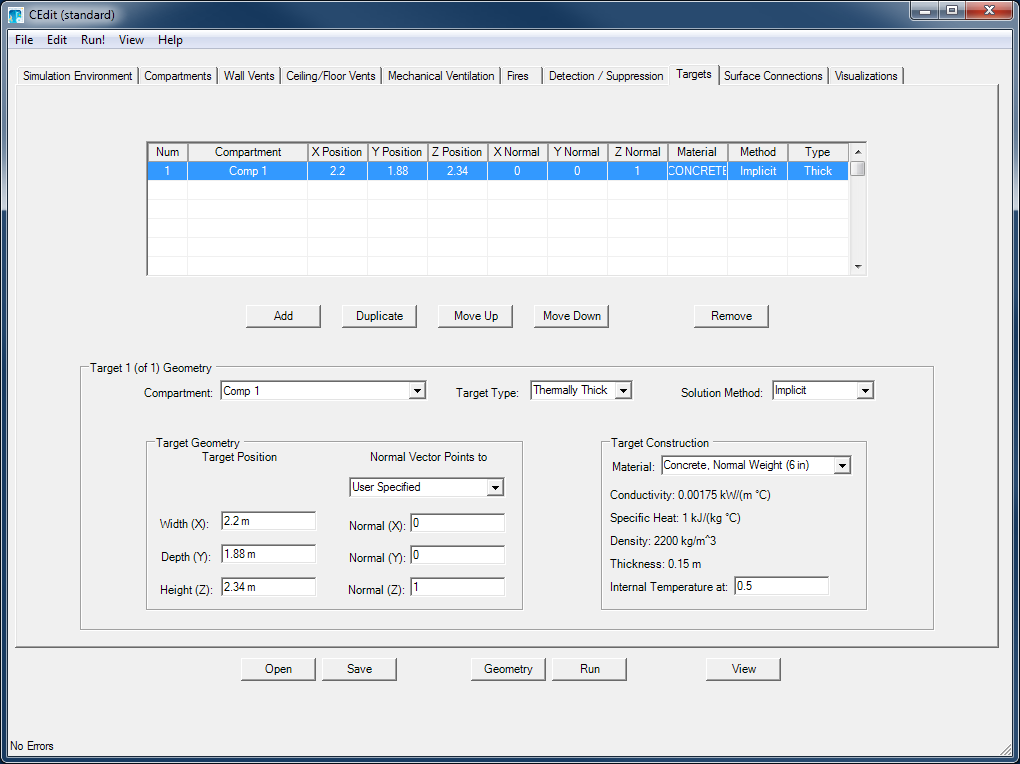 CEdit (standard)
File Edit Run! View Help
Simulation Environment Compartments Wall Vents Ceiling/Floor Vents Mechanical Ventilation Fires Detection / Suppression Targets Surface Connections Visualizations
Num Compartment X Position Y Position Z Position X Normal Y Normal Z Normal Material Method Type
1 Comp 1 2.2 1.88 2.34 0 0 1 CONCRETE Implicit Thick
Add Duplicate Move Up Move Down Remove
Target 1 (of 1) Geometry
Compartment: Comp 1 Target Type: Thermally Thick Solution Method: Implicit
Target Geometry
Target Position Normal Vector Points to
User Specified
Width (X): 2.2 m Normal (X): 0
Depth (Y): 1.88 m Normal (Y): 0
Height (Z): 2.34 m Normal (Z): 1
Target Construction
Material: Concrete, Normal Weight (6 in)
Conductivity: 0.00175 kW/(m °C)
Specific Heat: 1 kJ/(kg °C)
Density: 2200 kg/m^3
Thickness: 0.15 m
Internal Temperature at: 0.5
Open Save Geometry Run View
No Errors